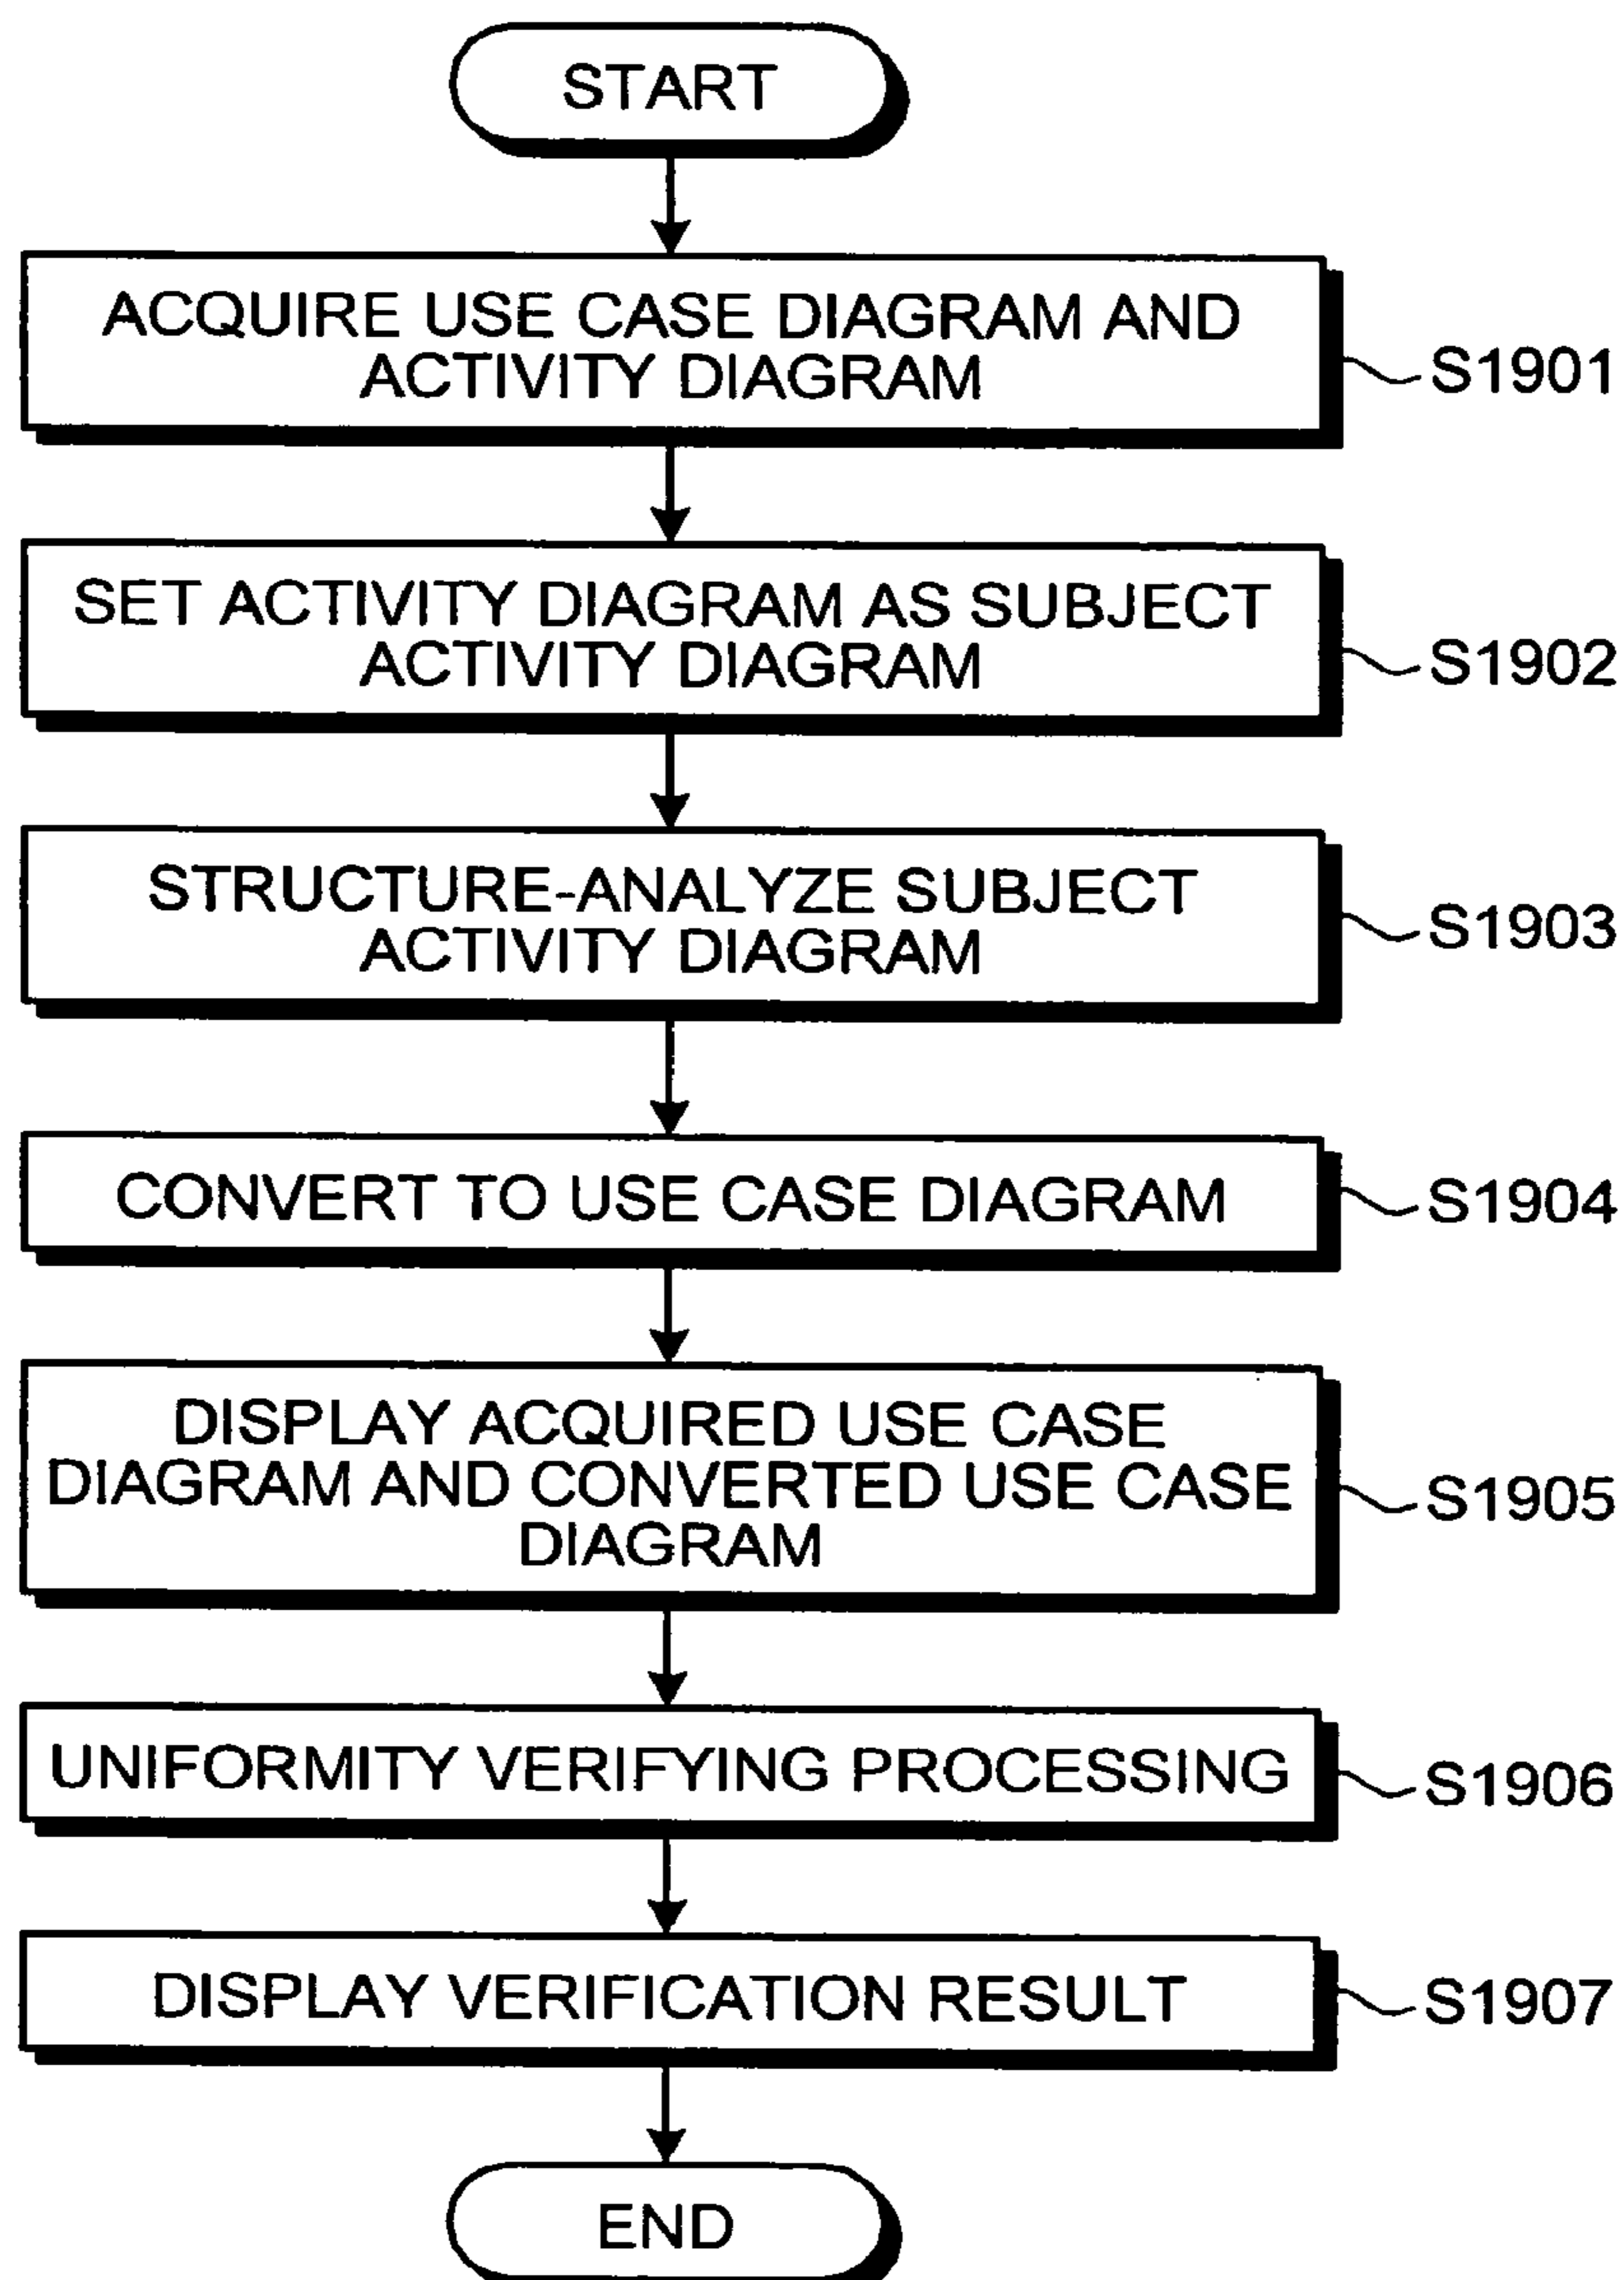 START
ACQUIRE USE CASE DIAGRAM AND
ACTIVITY DIAGRAM
S1901
SET ACTIVITY DIAGRAM AS SUBJECT
ACTIVITY DIAGRAM
S1902
STRUCTURE-ANALYZE SUBJECT
ACTIVITY DIAGRAM
S1903
CONVERT TO USE CASE DIAGRAM
S1904
DISPLAY ACQUIRED USE CASE
DIAGRAM AND CONVERTED USE CASE
DIAGRAM
S1905
UNIFORMITY VERIFYING PROCESSING
S1906
DISPLAY VERIFICATION RESULT
S1907
END